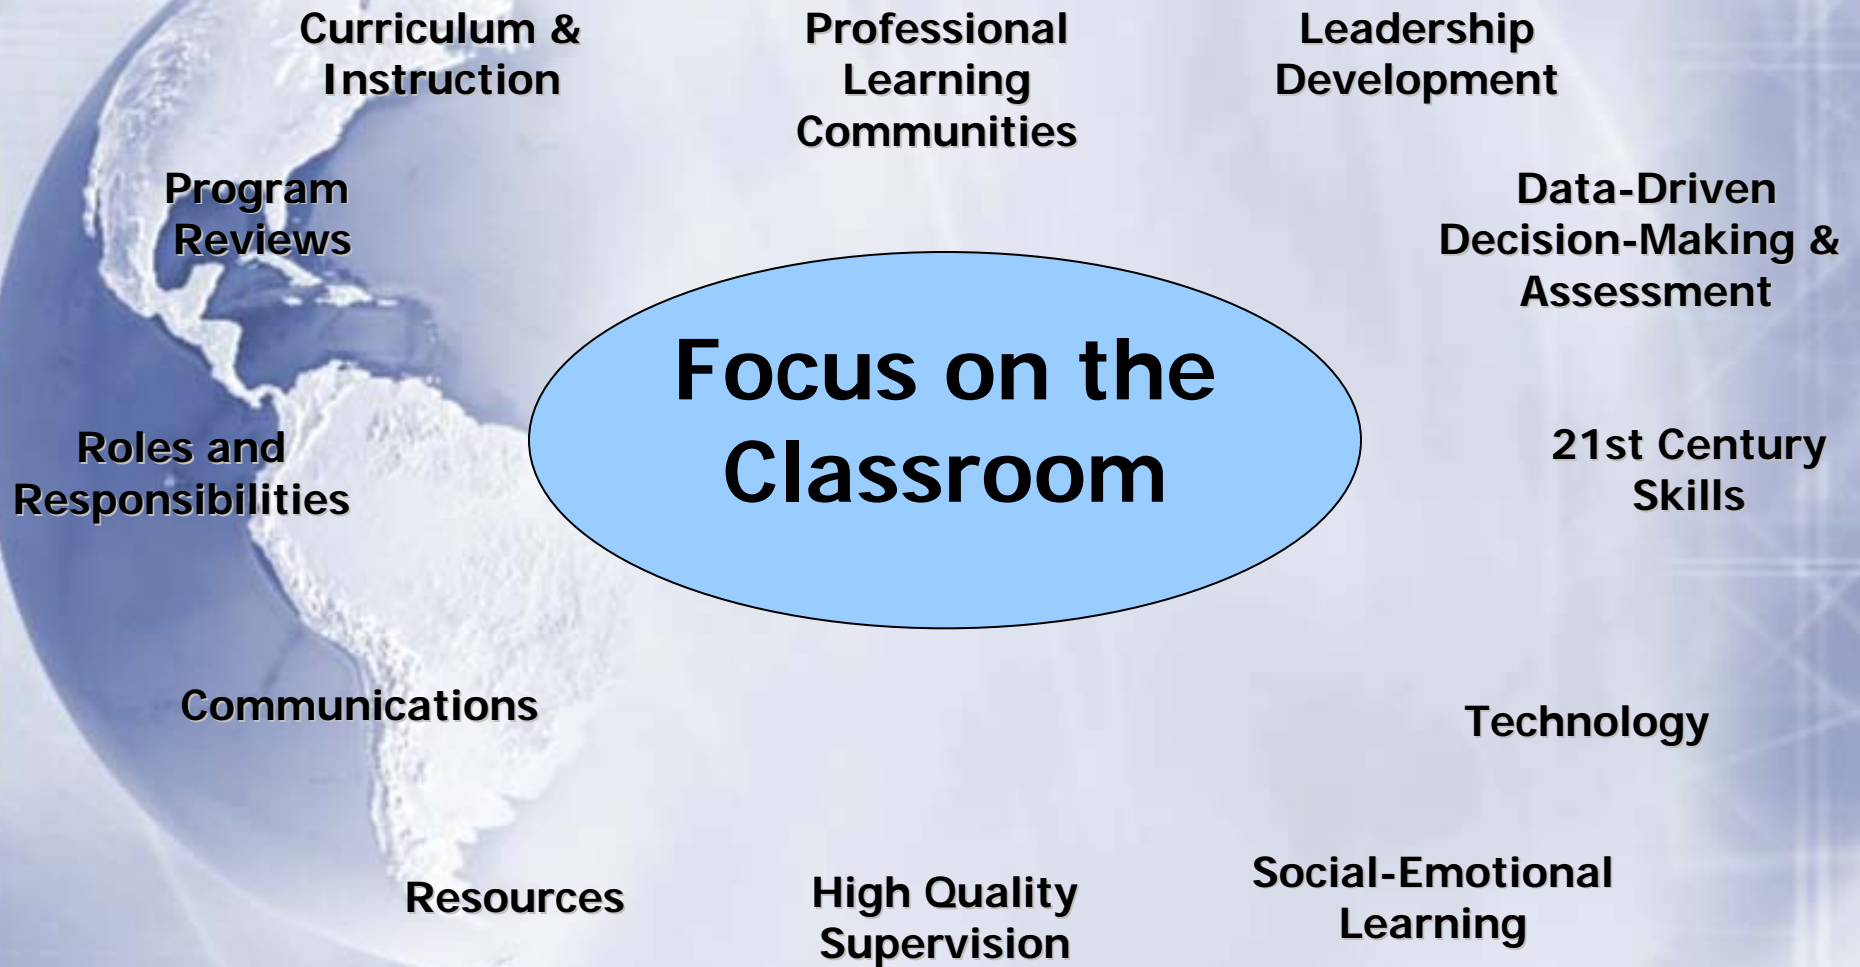 Curriculum &
Instruction
Professional
Learning
Communities
Leadership
Development
Program
Reviews
Data-Driven
Decision-Making &
Assessment
Focus on the
Classroom
Roles and
Responsibilities
21st Century
Skills
Communications
Technology
Resources
High Quality
Supervision
Social-Emotional
Learning